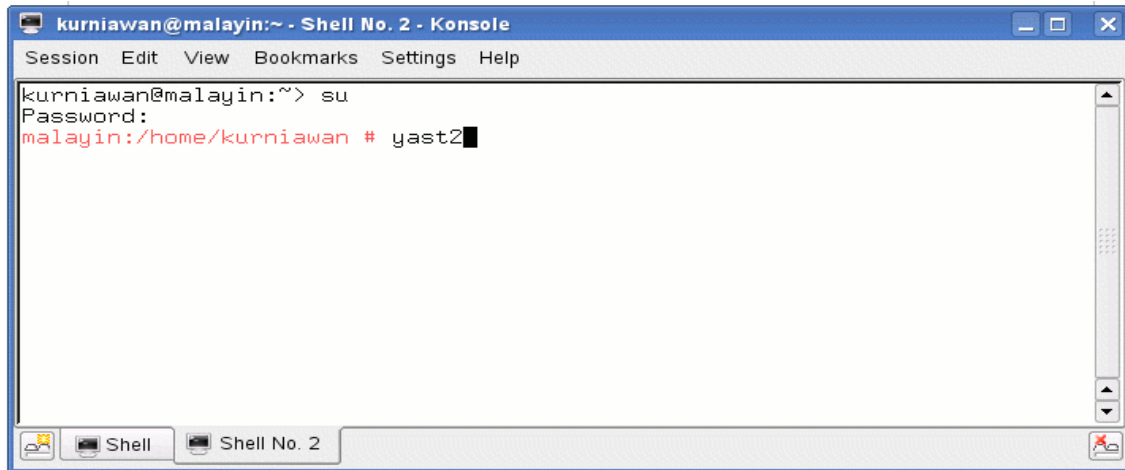 kurniawan@malayin:~ - Shell No. 2 - Konsole
Session Edit View Bookmarks Settings Help
kurniawan@malayin:~> su
Password:
malayin:/home/kurniawan # yast2
Shell Shell No. 2